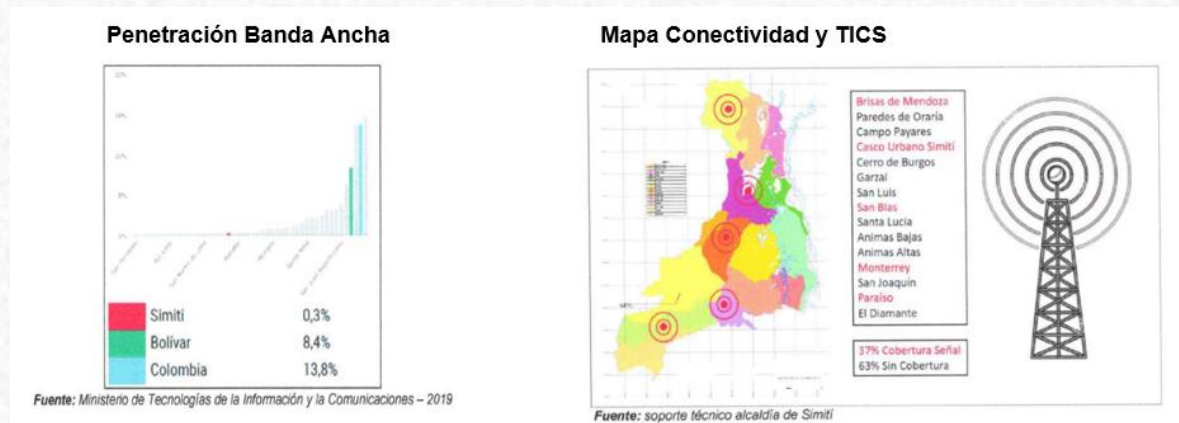 Penetración Banda Ancha
Simití 0,3%
Bolívar 8,4%
Colombia 13,8%
Fuente: Ministerio de Tecnologías de la Información y la Comunicaciones – 2019
Mapa Conectividad y TICS
Brisas de Mendoza
Paredes de Oraría
Campo Payares
Casco Urbano Simití
Cerro de Burgos
Garzal
San Luis
San Blas
Santa Lucia
Animas Bajas
Animas Altas
Monterrey
San Joaquin
Paraíso
El Diamante
37% Cobertura Señal
63% Sin Cobertura
Fuente: soporte técnico alcaldía de Simití